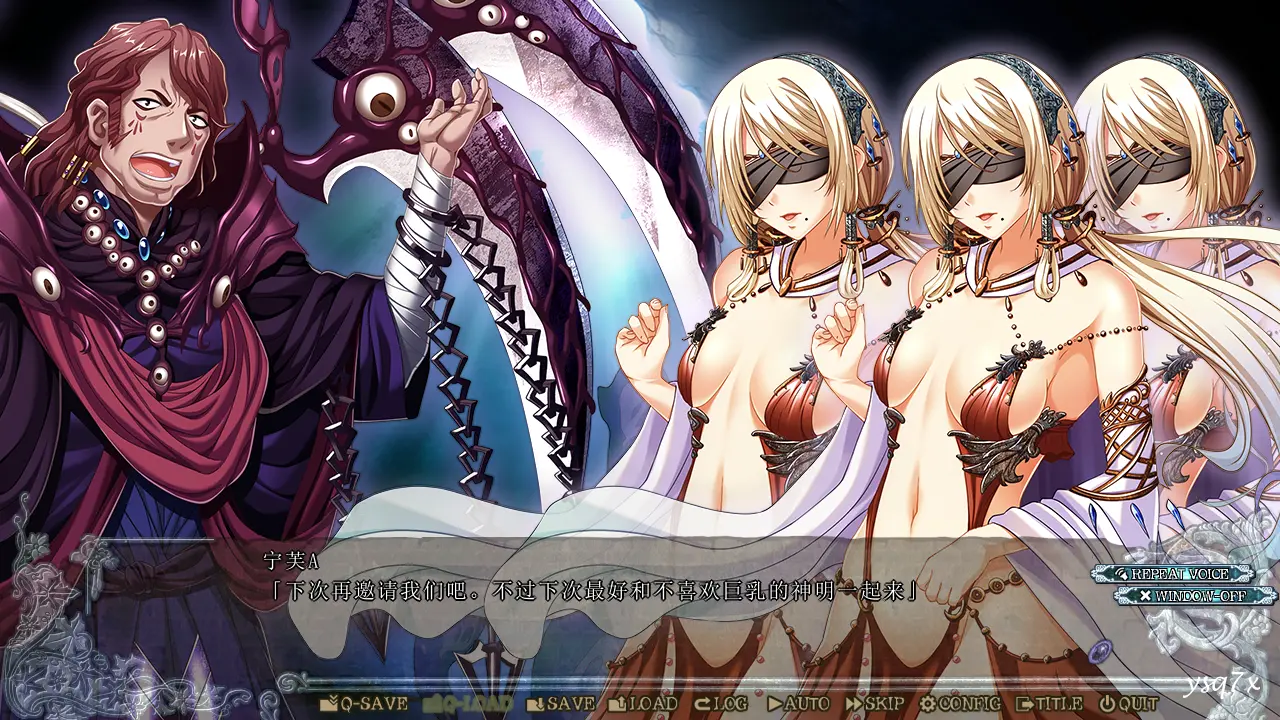 宁芙A
「下次再邀请我们吧。不过下次最好和不喜欢巨乳的神明一起来」
REPEAT VOICE
WINDOW-OFF
ysq7x
Q-SAVE Q-LOAD SAVE LOAD LOG AUTO SKIP CONFIG TITLE QUIT